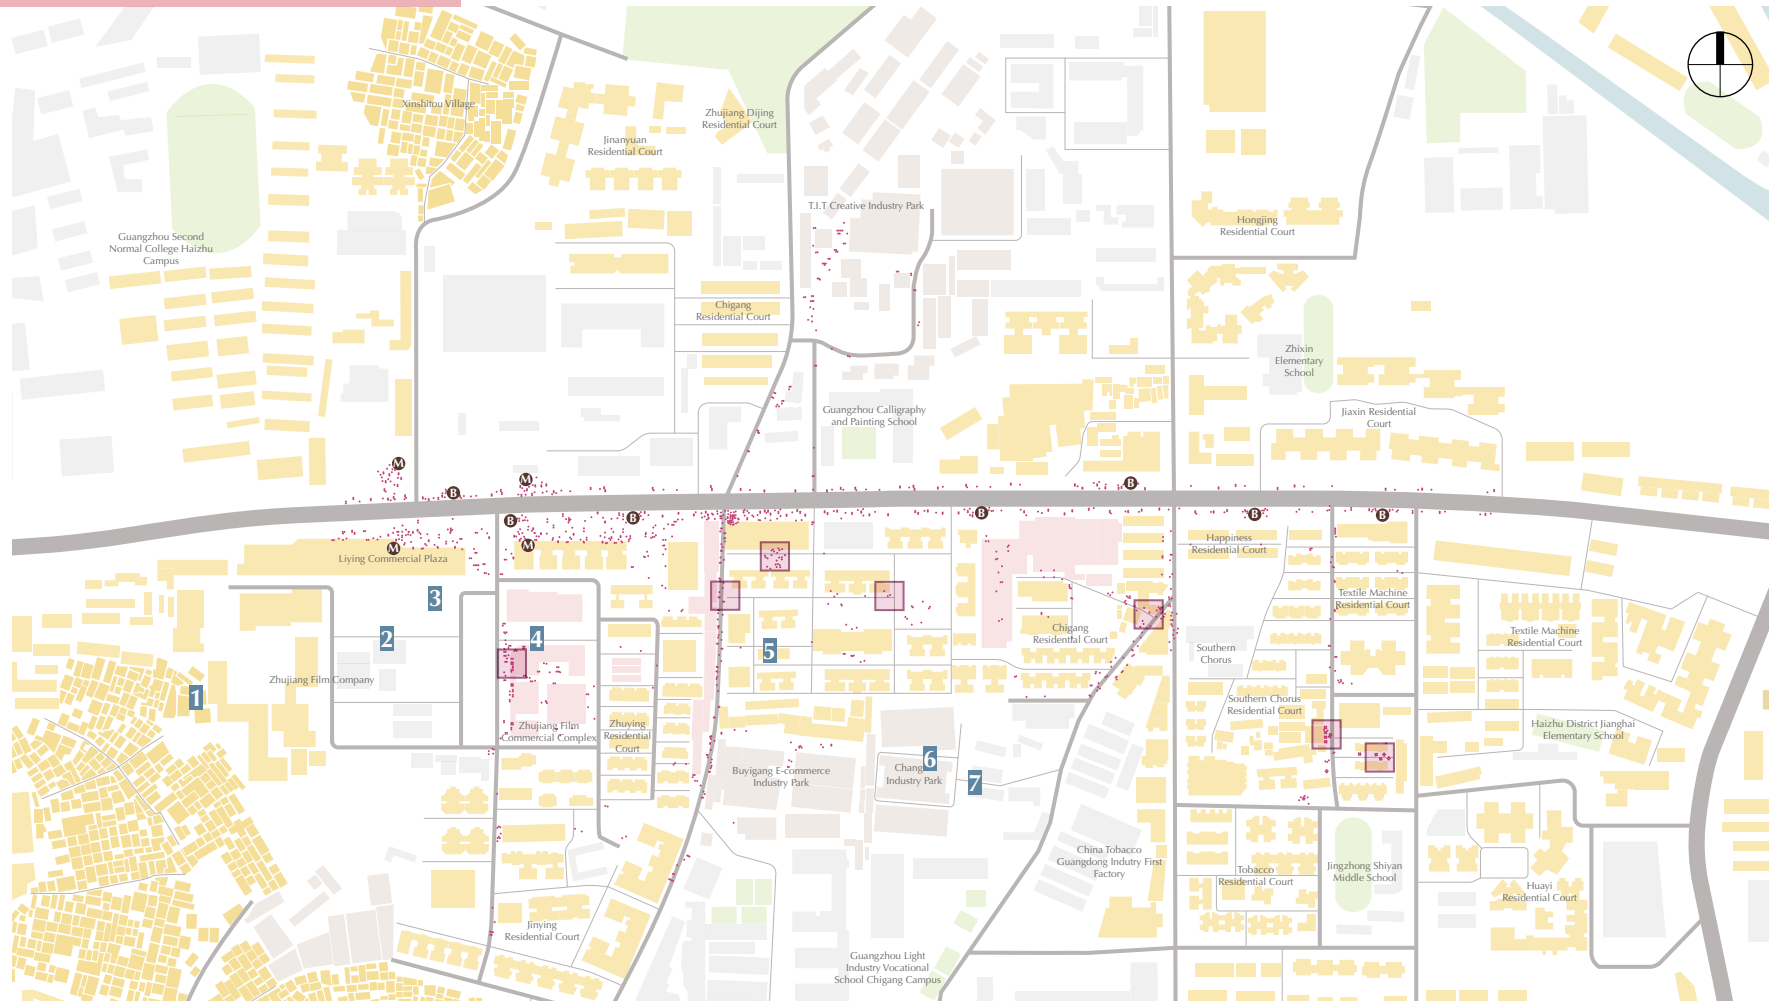 Xinshitou Village
Zhujiang Dijing
Residential Court
Jinanyuan
Residential Court
T.I.T Creative Industry Park
Hongjing
Residential Court
Guangzhou Second
Normal College Haizhu
Campus
Chigang
Residential Court
Zhixin
Elementary
School
Guangzhou Calligraphy
and Painting School
Jiaxin Residential
Court
M
B
M
B
B
B
B
B
B
M
M
Living Commercial Plaza
Happiness
Residential Court
Textile Machine
Residential Court
3
2
4
5
Chigang
Residential Court
Textile Machine
Residential Court
Southern
Chorus
1
Zhujiang Film Company
Southern Chorus
Residential Court
Zhujiang Film
Commercial Complex
Zhuying
Residential
Court
Haizhu District Jianghai
Elementary School
6
7
Buyigang E-commerce
Industry Park
Industry Park
China Tobacco
Guangdong Indutry First
Factory
Tobacco
Residential Court
Jingzhong Shiyan
Middle School
Huayi
Residential Court
Jinying
Residential Court
Guangzhou Light
Industry Vocational
School Chigang Campus